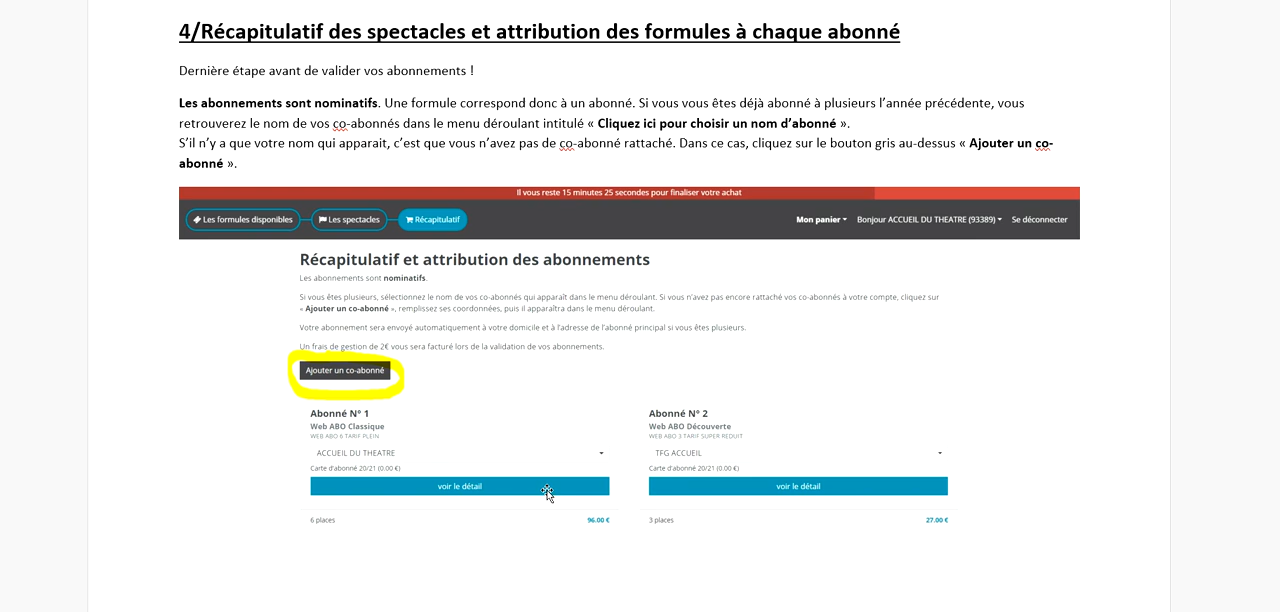 4/Récapitulatif des spectacles et attribution des formules à chaque abonné
Dernière étape avant de valider vos abonnements !
Les abonnements sont nominatifs. Une formule correspond donc à un abonné. Si vous vous êtes déjà abonné à plusieurs l’année précédente, vous
retrouverez le nom de vos co-abonnés dans le menu déroulant intitulé « Cliquez ici pour choisir un nom d’abonné ».
S’il n’y a que votre nom qui apparait, c’est que vous n’avez pas de co-abonné rattaché. Dans ce cas, cliquez sur le bouton gris au-dessus « Ajouter un co-
abonné ».
Il vous reste 15 minutes 25 secondes pour finaliser votre achat
Les formules disponibles Les spectacles Récapitulatif Mon panier Bonjour ACCUEIL DU THEATRE (93389) Se déconnecter
Récapitulatif et attribution des abonnements
Les abonnements sont nominatifs.
Si vous êtes plusieurs, sélectionnez le nom de vos co-abonnés qui apparaît dans le menu déroulant. Si vous n’avez pas encore rattaché vos co-abonnés à votre compte, cliquez sur
« Ajouter un co-abonné », remplissez ses coordonnées, puis il apparaîtra dans le menu déroulant.
Votre abonnement sera envoyé automatiquement à votre domicile et à l’adresse de l’abonné principal si vous êtes plusieurs.
Un frais de gestion de 2€ vous sera facturé lors de la validation de vos abonnements.
Ajouter un co-abonné
Abonné N° 1
Web ABO Classique
WEB ABO 6 TARIF PLEIN
ACCUEIL DU THEATRE
Carte d’abonné 20/21 (0.00 €)
voir le détail
6 places 96.00 €
Abonné N° 2
Web ABO Découverte
WEB ABO 3 TARIF SUPER REDUIT
TFG ACCUEIL
Carte d’abonné 20/21 (0.00 €)
voir le détail
3 places 27.00 €